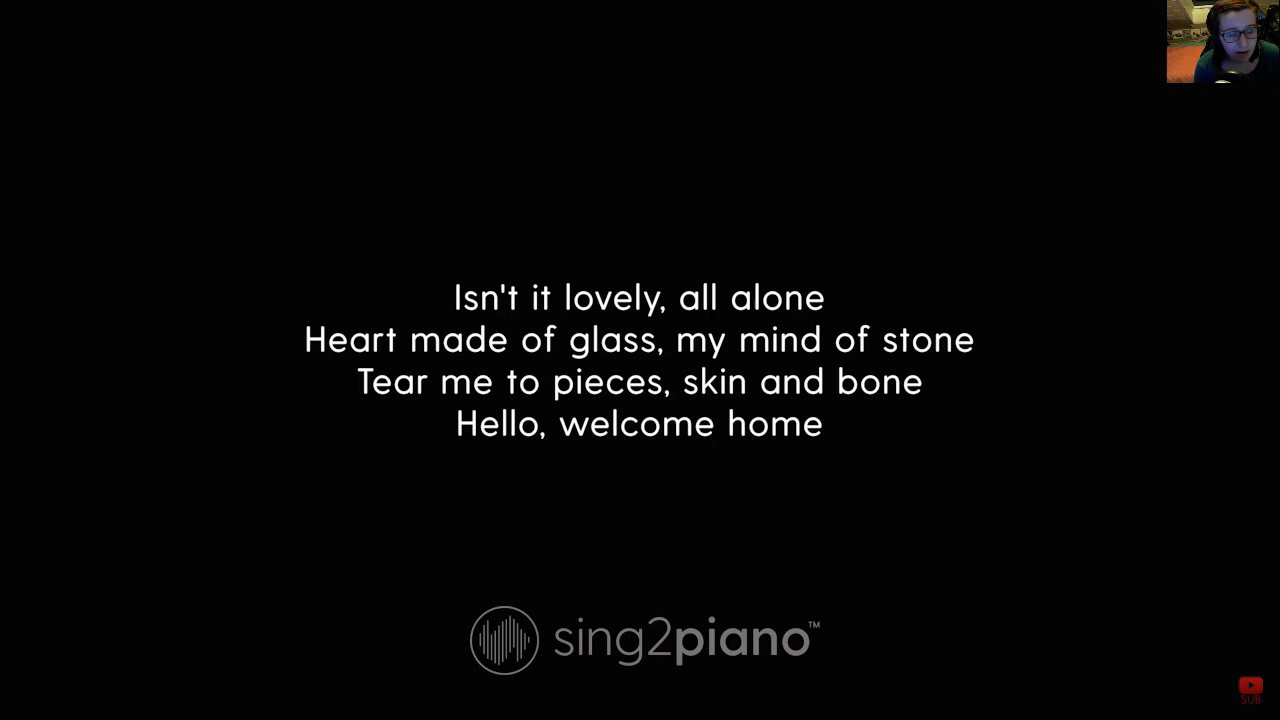 Isn't it lovely, all alone
Heart made of glass, my mind of stone
Tear me to pieces, skin and bone
Hello, welcome home
sing2piano™
SUB